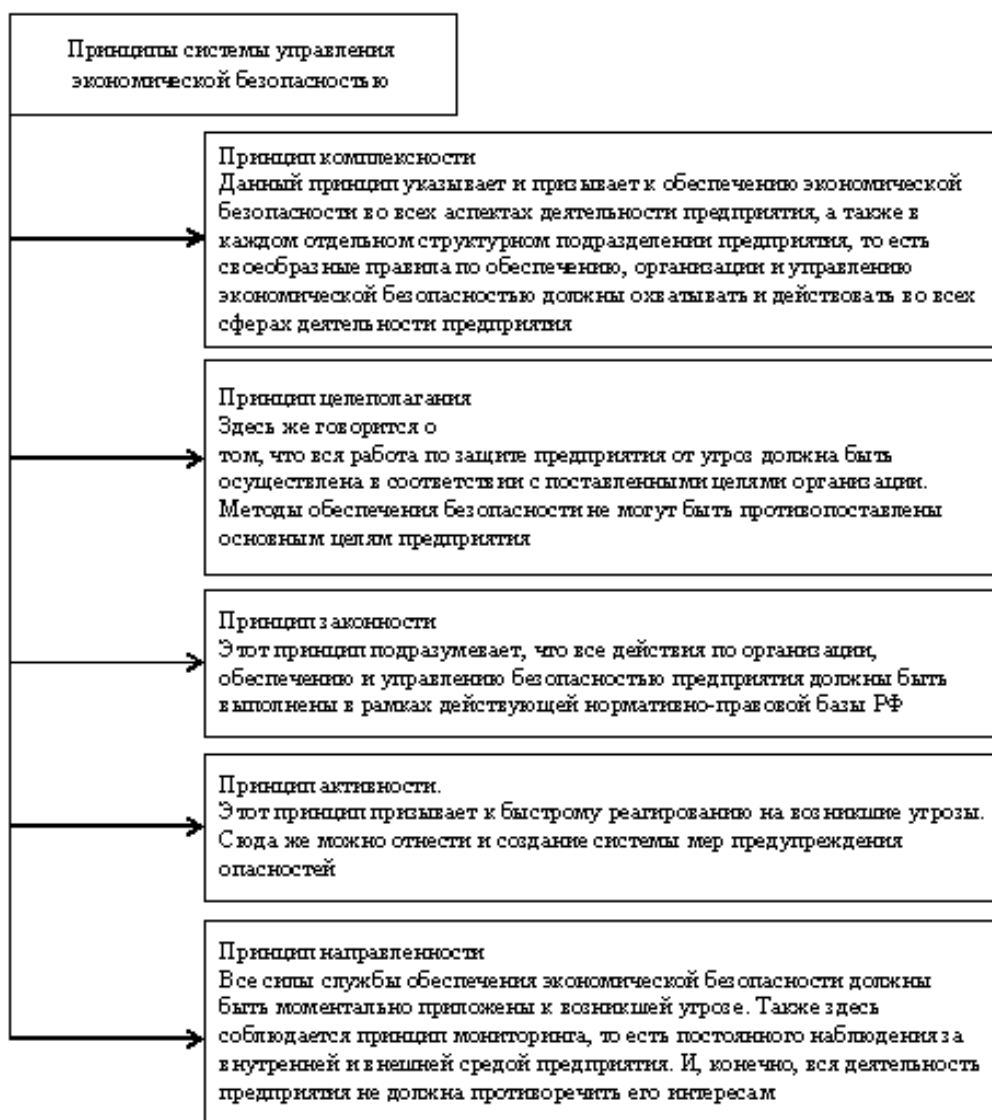 Принципы системы управления
экономической безопасностью
Принцип комплексности
Данный принцип указывает и призывает к обеспечению экономической
безопасности во всех аспектах деятельности предприятия, а также в
каждом отдельном структурном подразделении предприятия, то есть
своеобразные правила по обеспечению, организации и управлению
экономической безопасностью должны охватывать и действовать во всех
сферах деятельности предприятия
Принцип целеполагания
Здесь же говорится о
том, что вся работа по защите предприятия от угроз должна быть
осуществлена в соответствии с поставленными целями организации.
Методы обеспечения безопасности не могут быть противопоставлены
основным целям предприятия
Принцип законности
Этот принцип подразумевает, что все действия по организации,
обеспечению и управлению безопасностью предприятия должны быть
выполнены в рамках действующей нормативно-правовой базы РФ
Принцип активности.
Этот принцип призывает к быстрому реагированию на возникшие угрозы.
Сюда же можно отнести и создание системы мер предупреждения
опасностей
Принцип направленности
Все силы службы обеспечения экономической безопасности должны
быть моментально приложены к возникшей угрозе. Также здесь
соблюдается принцип мониторинга, то есть постоянного наблюдения за
внутренней и внешней средой предприятия. И, конечно, вся деятельность
предприятия не должна противоречить его интересам